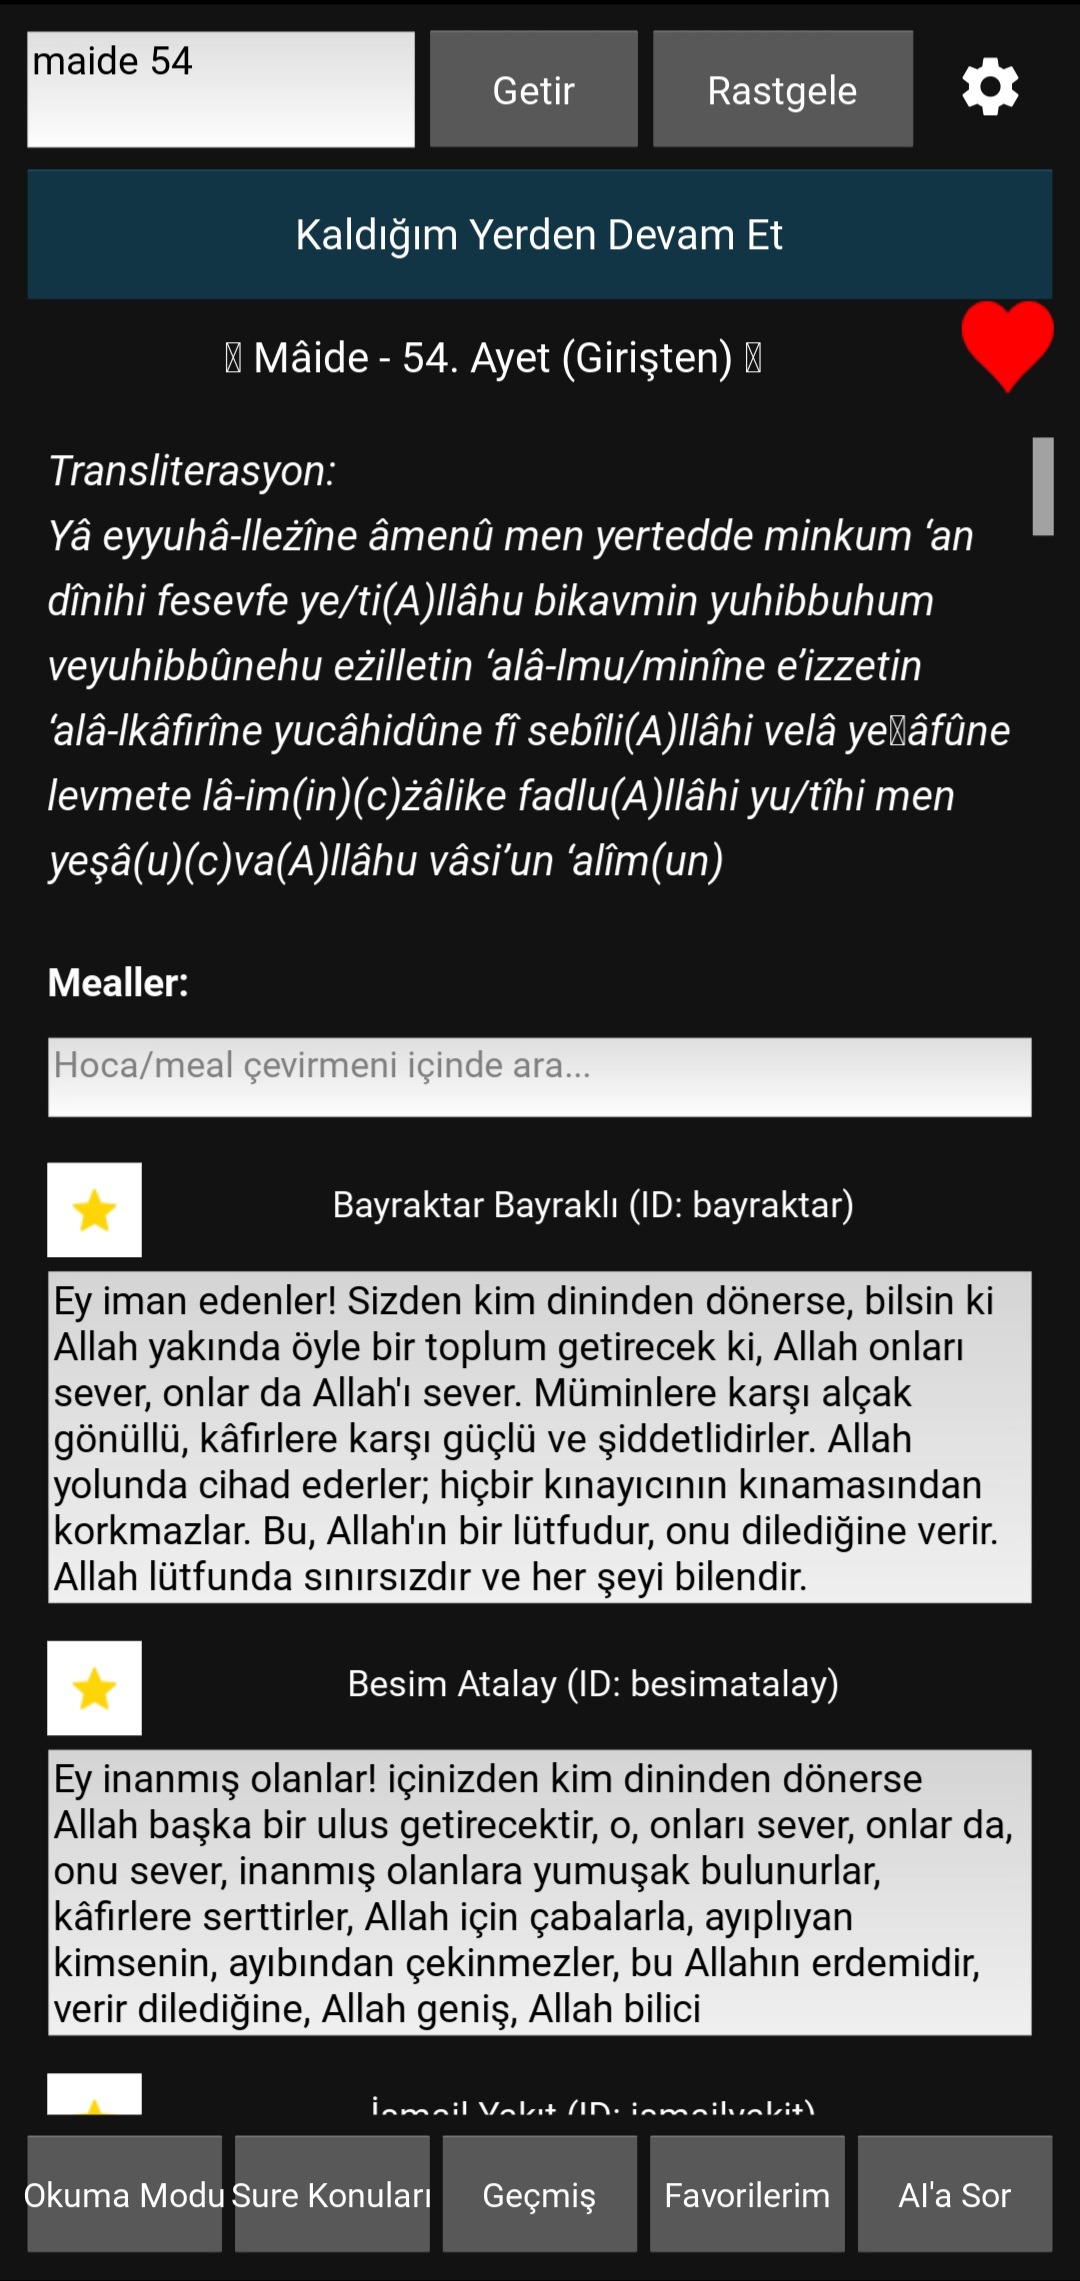 maide 54
Getir
Rastgele
Kaldığım Yerden Devam Et
Mâide - 54. Ayet (Girişten)
Transliterasyon:
Yâ eyyuhâ-lleżîne âmenû men yertedde minkum ‘an
dînihi fesevfe ye/ti(A)llâhu bikavmin yuhibbuhum
veyuhibbûnehu eżilletin ‘alâ-lmu/minîne e’izzetin
‘alâ-lkâfirîne yucâhidûne fî sebîli(A)llâhi velâ ye▯âfûne
levmete lâ-im(in)(c)żâlike fadlu(A)llâhi yu/tîhi men
yeşâ(u)(c)va(A)llâhu vâsi’un ‘alîm(un)
Mealler:
Hoca/meal çevirmeni içinde ara...
Bayraktar Bayraklı (ID: bayraktar)
Ey iman edenler! Sizden kim dininden dönerse, bilsin ki
Allah yakında öyle bir toplum getirecek ki, Allah onları
sever, onlar da Allah'ı sever. Müminlere karşı alçak
gönüllü, kâfirlere karşı güçlü ve şiddetlidirler. Allah
yolunda cihad ederler; hiçbir kınayıcının kınamasından
korkmazlar. Bu, Allah'ın bir lütfudur, onu dilediğine verir.
Allah lütfunda sınırsızdır ve her şeyi bilendir.
Besim Atalay (ID: besimatalay)
Ey inanmış olanlar! içinizden kim dininden dönerse
Allah başka bir ulus getirecektir, o, onları sever, onlar da,
onu sever, inanmış olanlara yumuşak bulunurlar,
kâfirlere serttirler, Allah için çabalarla, ayıplıyan
kimsenin, ayıbından çekinmezler, bu Allahın erdemidir,
verir dilediğine, Allah geniş, Allah bilici
İsmail Yakıt (ID: ismailyakit)
Okuma Modu
Sure Konuları
Geçmiş
Favorilerim
AI'a Sor